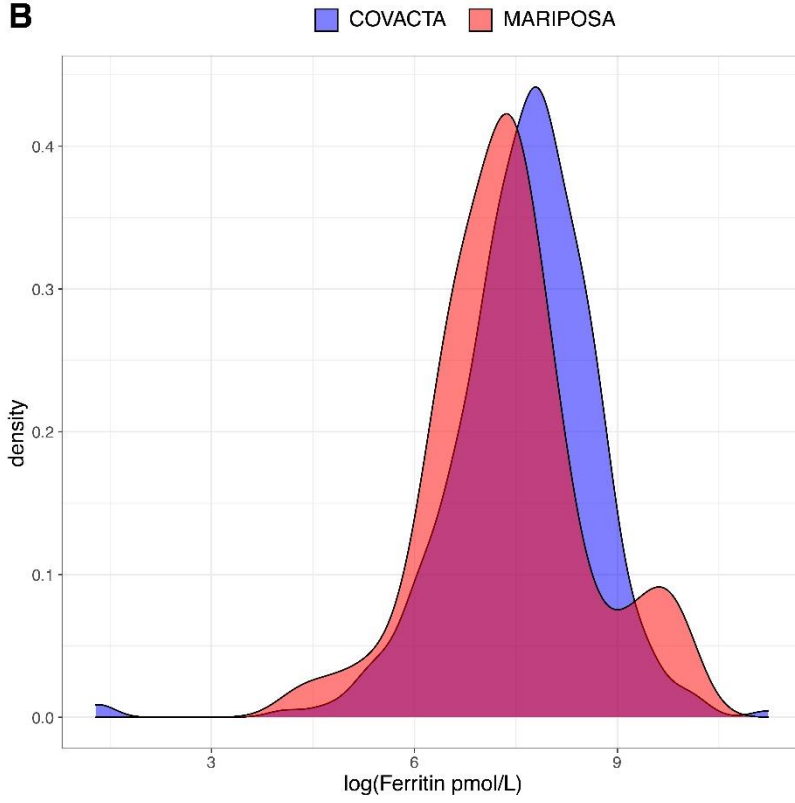 B
COVACTA MARIPOSA
0.4
0.3
0.2
0.1
0.0
density
3 6 9
log(Ferritin pmol/L)